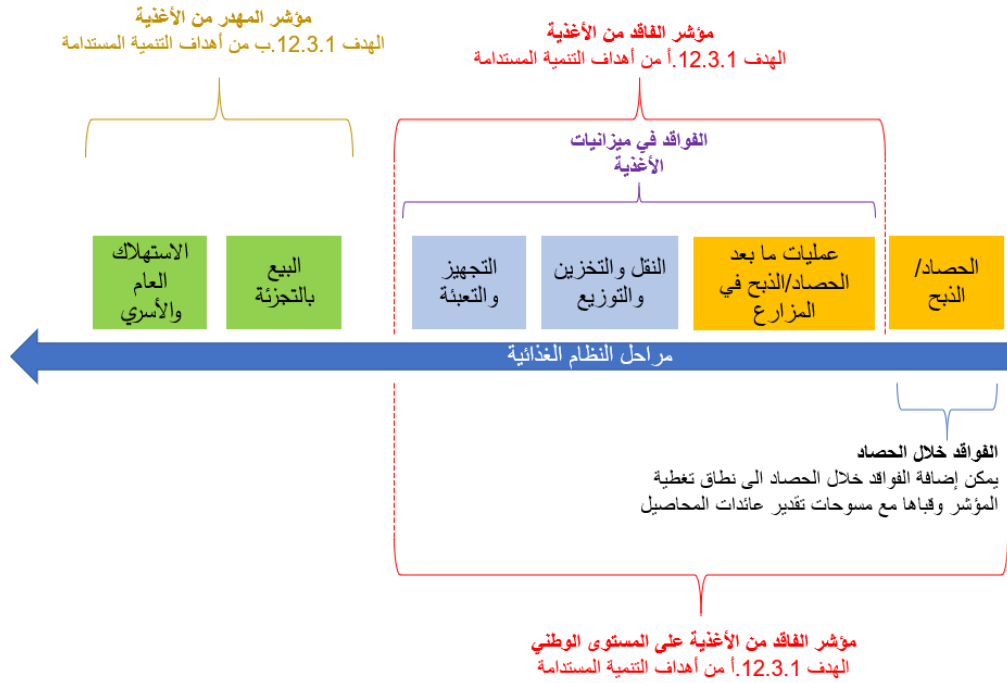 مؤشر المهدر من الأغذية
الهدف 12.3.1.ب من أهداف التنمية المستدامة
مؤشر الفاقد من الأغذية
الهدف 12.3.1.أ من أهداف التنمية المستدامة
الفواقد في ميزانيات
الأغذية
الحصاد/
الذبح
عمليات ما بعد
الحصاد/الذبح في
المزارع
النقل والتخزين
والتوزيع
التجهيز
والتعبئة
البيع
بالتجزئة
الاستهلاك
العام
والأسري
مراحل النظام الغذائية
الفواقد خلال الحصاد
يمكن إضافة الفواقد خلال الحصاد الى نطاق تغطية
المؤشر وقباها مع مسوحات تقدير عائدات المحاصيل
مؤشر الفاقد من الأغذية على المستوى الوطني
الهدف 12.3.1.أ من أهداف التنمية المستدامة